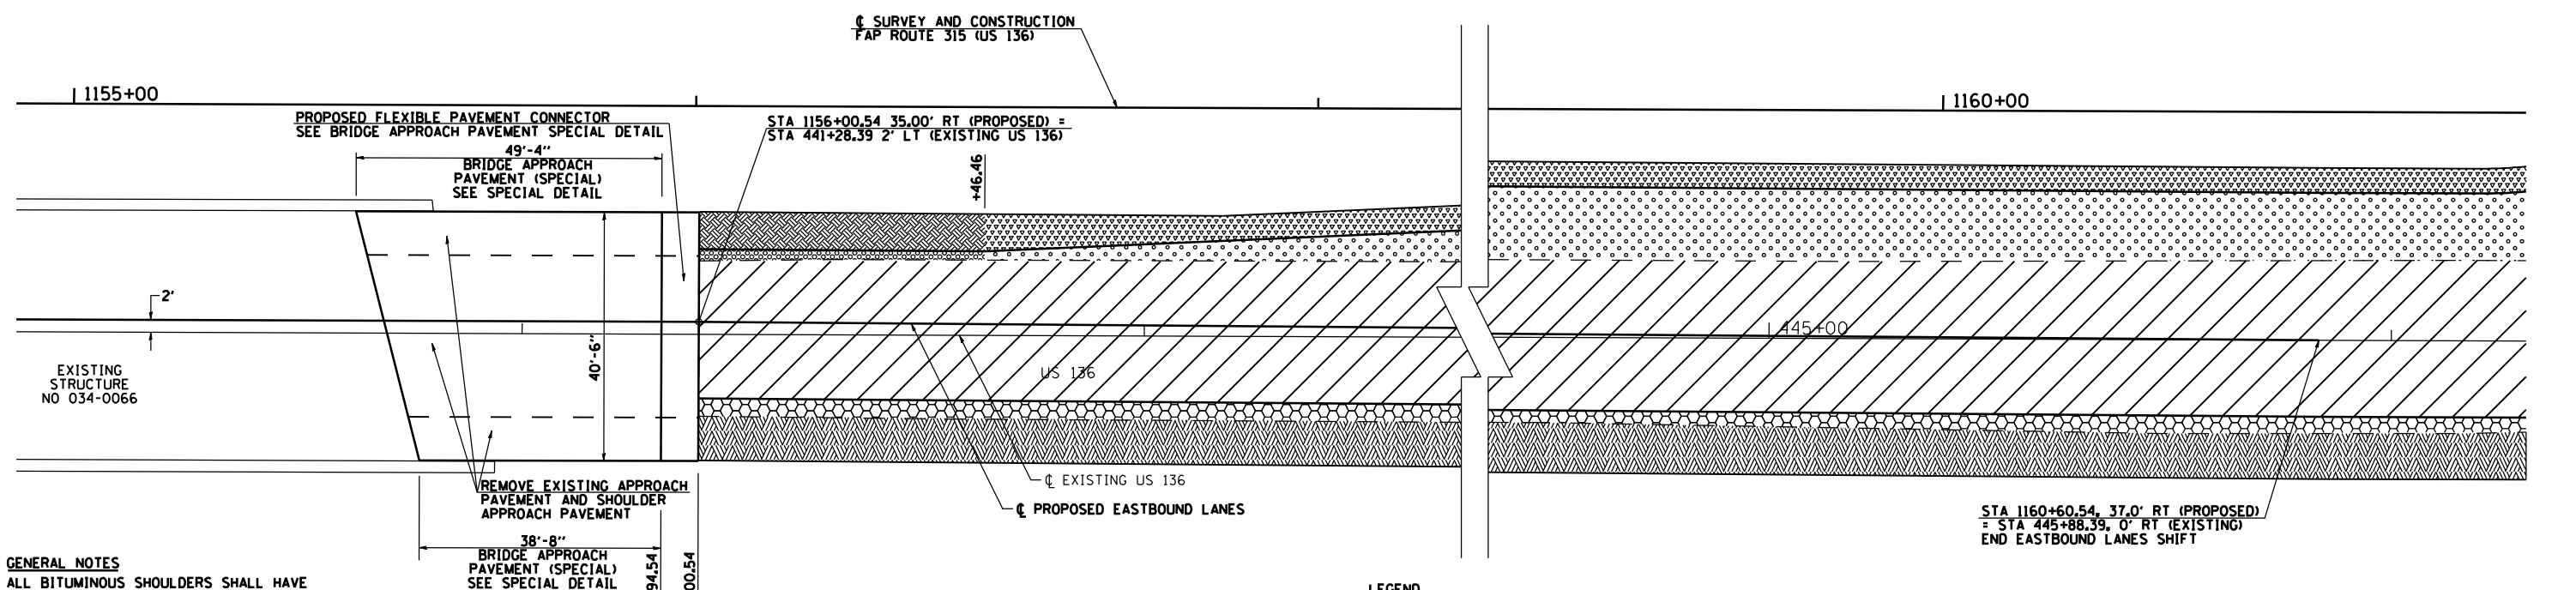 ℄ SURVEY AND CONSTRUCTION
FAP ROUTE 315 (US 136)
1155+00
1160+00
PROPOSED FLEXIBLE PAVEMENT CONNECTOR
SEE BRIDGE APPROACH PAVEMENT SPECIAL DETAIL
STA 1156+00.54 35.00' RT (PROPOSED) =
STA 441+28.39 2' LT (EXISTING US 136)
49'-4''
BRIDGE APPROACH
PAVEMENT (SPECIAL)
SEE SPECIAL DETAIL
+46.46
2'
40'-6''
445+00
US 136
EXISTING
STRUCTURE
NO 034-0066
℄ EXISTING US 136
℄ PROPOSED EASTBOUND LANES
REMOVE EXISTING APPROACH
PAVEMENT AND SHOULDER
APPROACH PAVEMENT
STA 1160+60.54, 37.0' RT (PROPOSED)
= STA 445+88.39, 0' RT (EXISTING)
END EASTBOUND LANES SHIFT
38'-8''
BRIDGE APPROACH
PAVEMENT (SPECIAL)
SEE SPECIAL DETAIL
94.54
00.54
GENERAL NOTES
ALL BITUMINOUS SHOULDERS SHALL HAVE
LEGEND